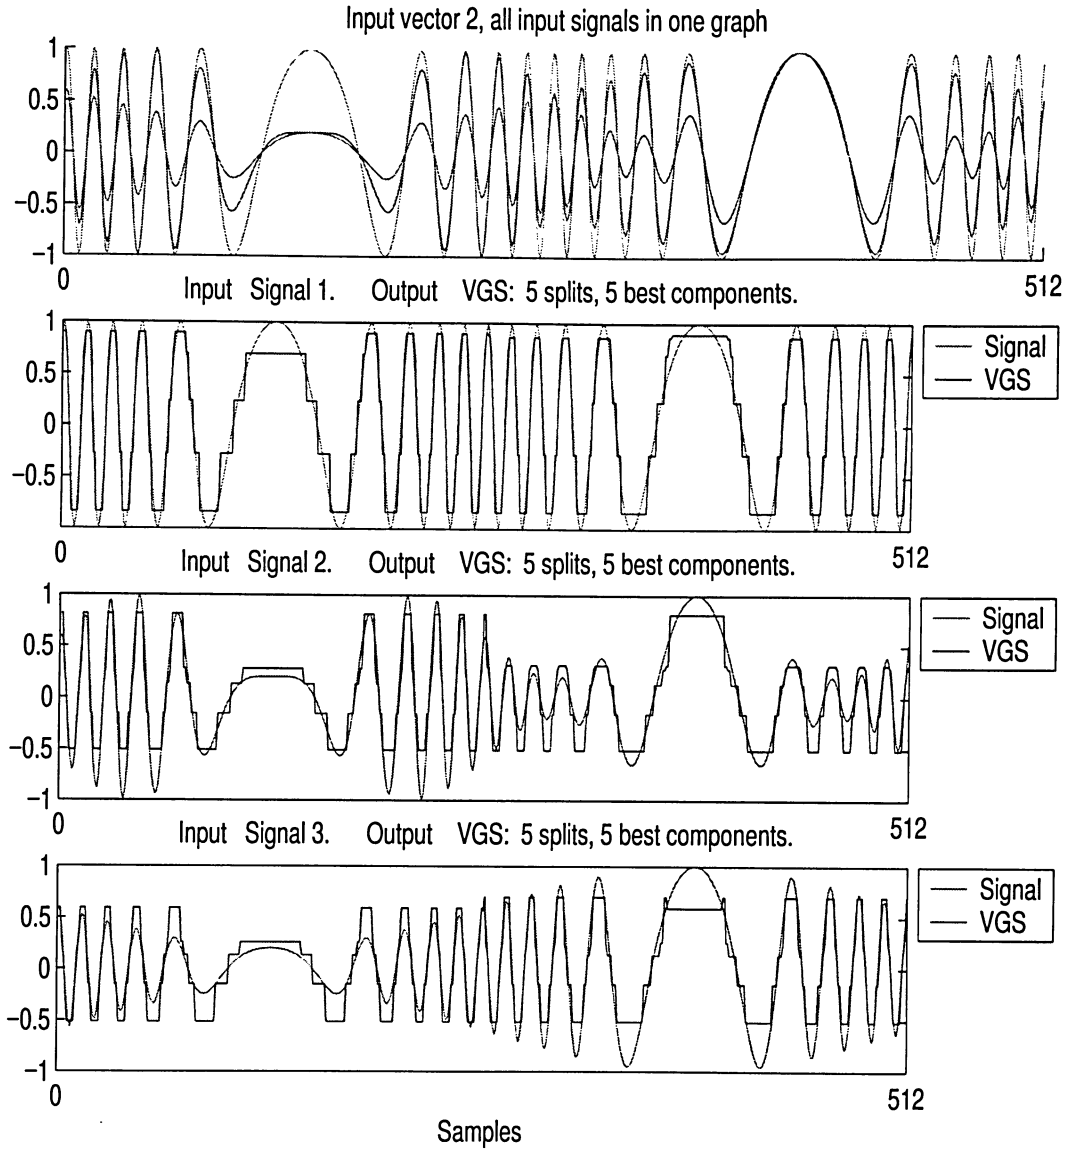 Input vector 2, all input signals in one graph
1
0.5
0
−0.5
−1
0
512
Input Signal 1. Output VGS: 5 splits, 5 best components.
1
0.5
0
−0.5
Signal
VGS
0
512
Input Signal 2. Output VGS: 5 splits, 5 best components.
1
0.5
0
−0.5
−1
Signal
VGS
0
512
Input Signal 3. Output VGS: 5 splits, 5 best components.
1
0.5
0
−0.5
−1
Signal
VGS
0
512
Samples